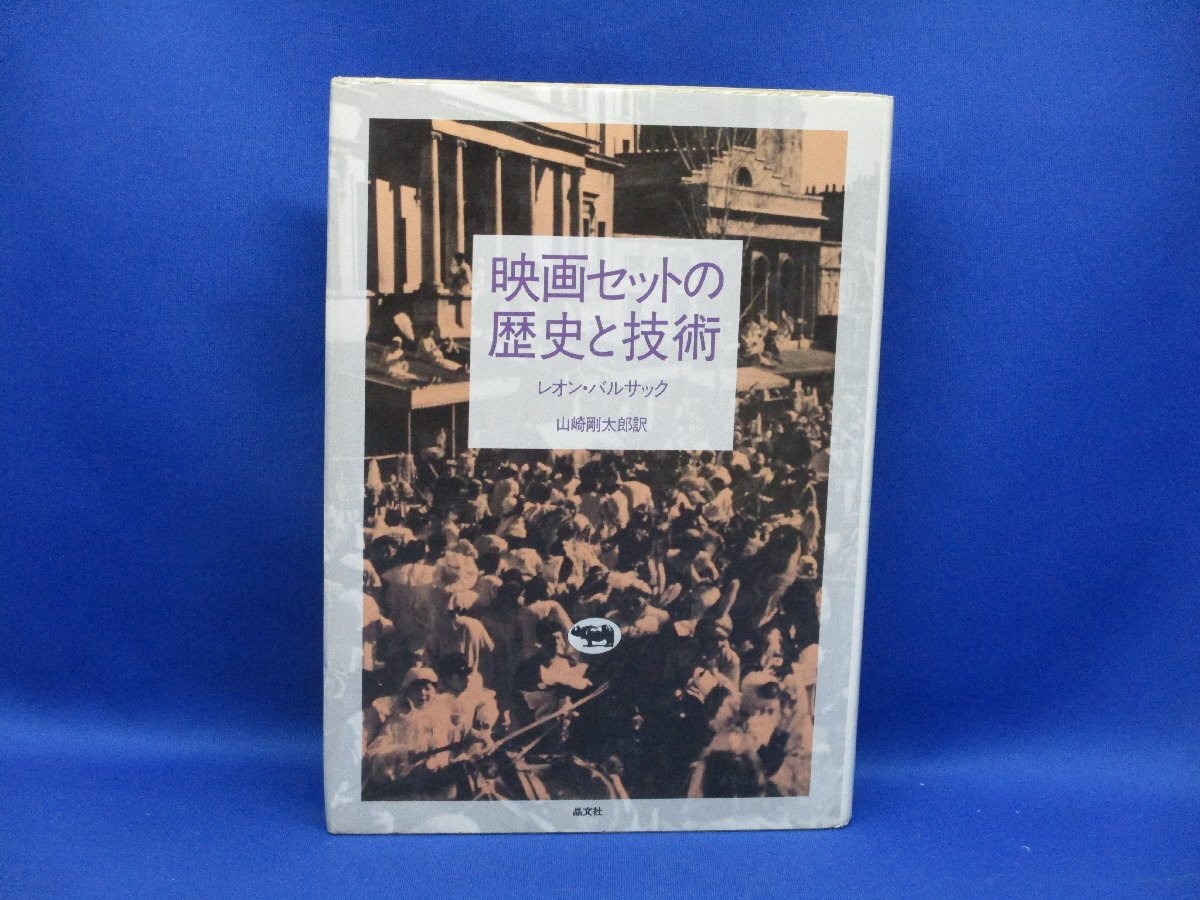 映画セットの
歴史と技術
レオン・バルサック
山崎剛太郎訳
晶文社